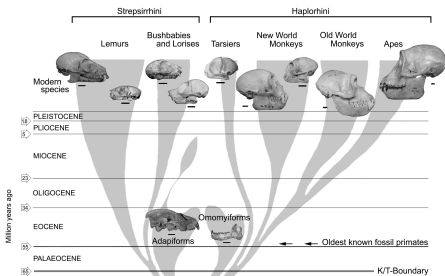 Strepsirrhini
Haplorhini
Lemurs
Bushbabies
and Lorises
Tarsiers
New World
Monkeys
Old World
Monkeys
Apes
Modern
species
PLEISTOCENE
1.8
PLIOCENE
5
MIOCENE
23
OLIGOCENE
34
EOCENE
Omomyiforms
Adapiforms
Oldest known fossil primates
55
PALAEOCENE
65
K/T-Boundary
Million years ago